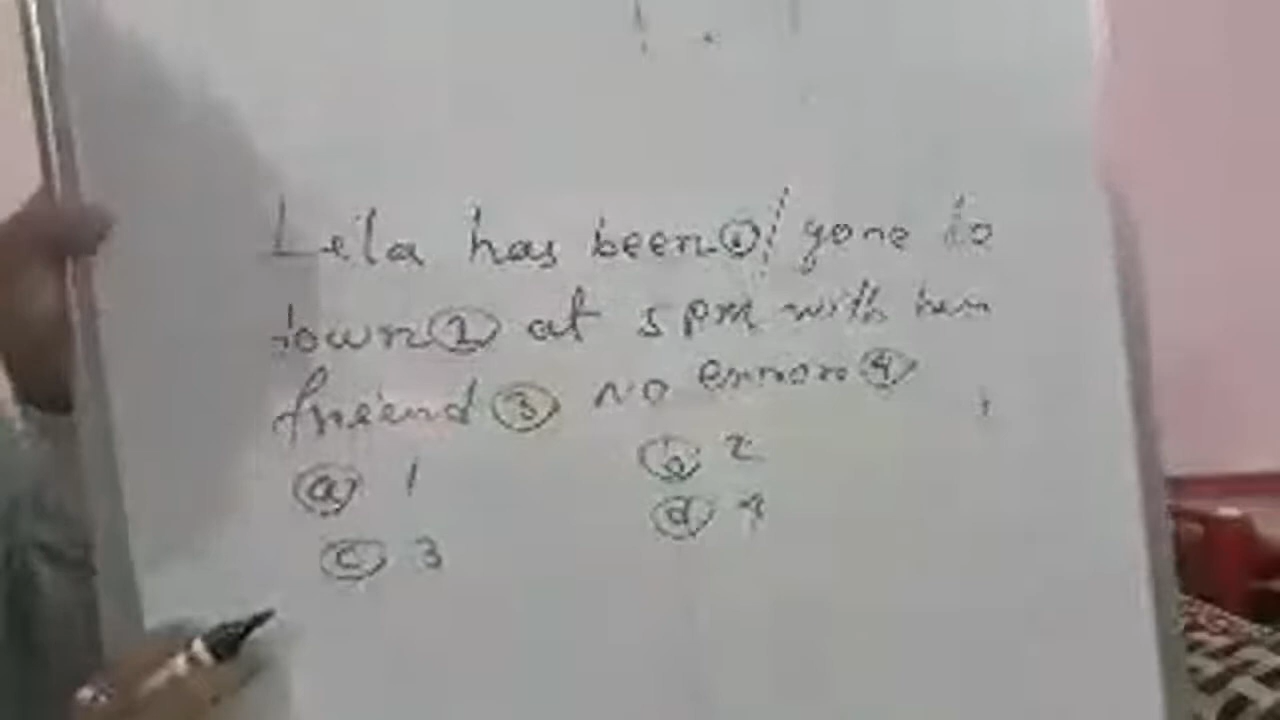 Lela has been ① / gone to
town ② at 5 pm with her
friend ③ No error ④
ⓐ 1 ⓑ 2
ⓒ 3 ⓓ 4